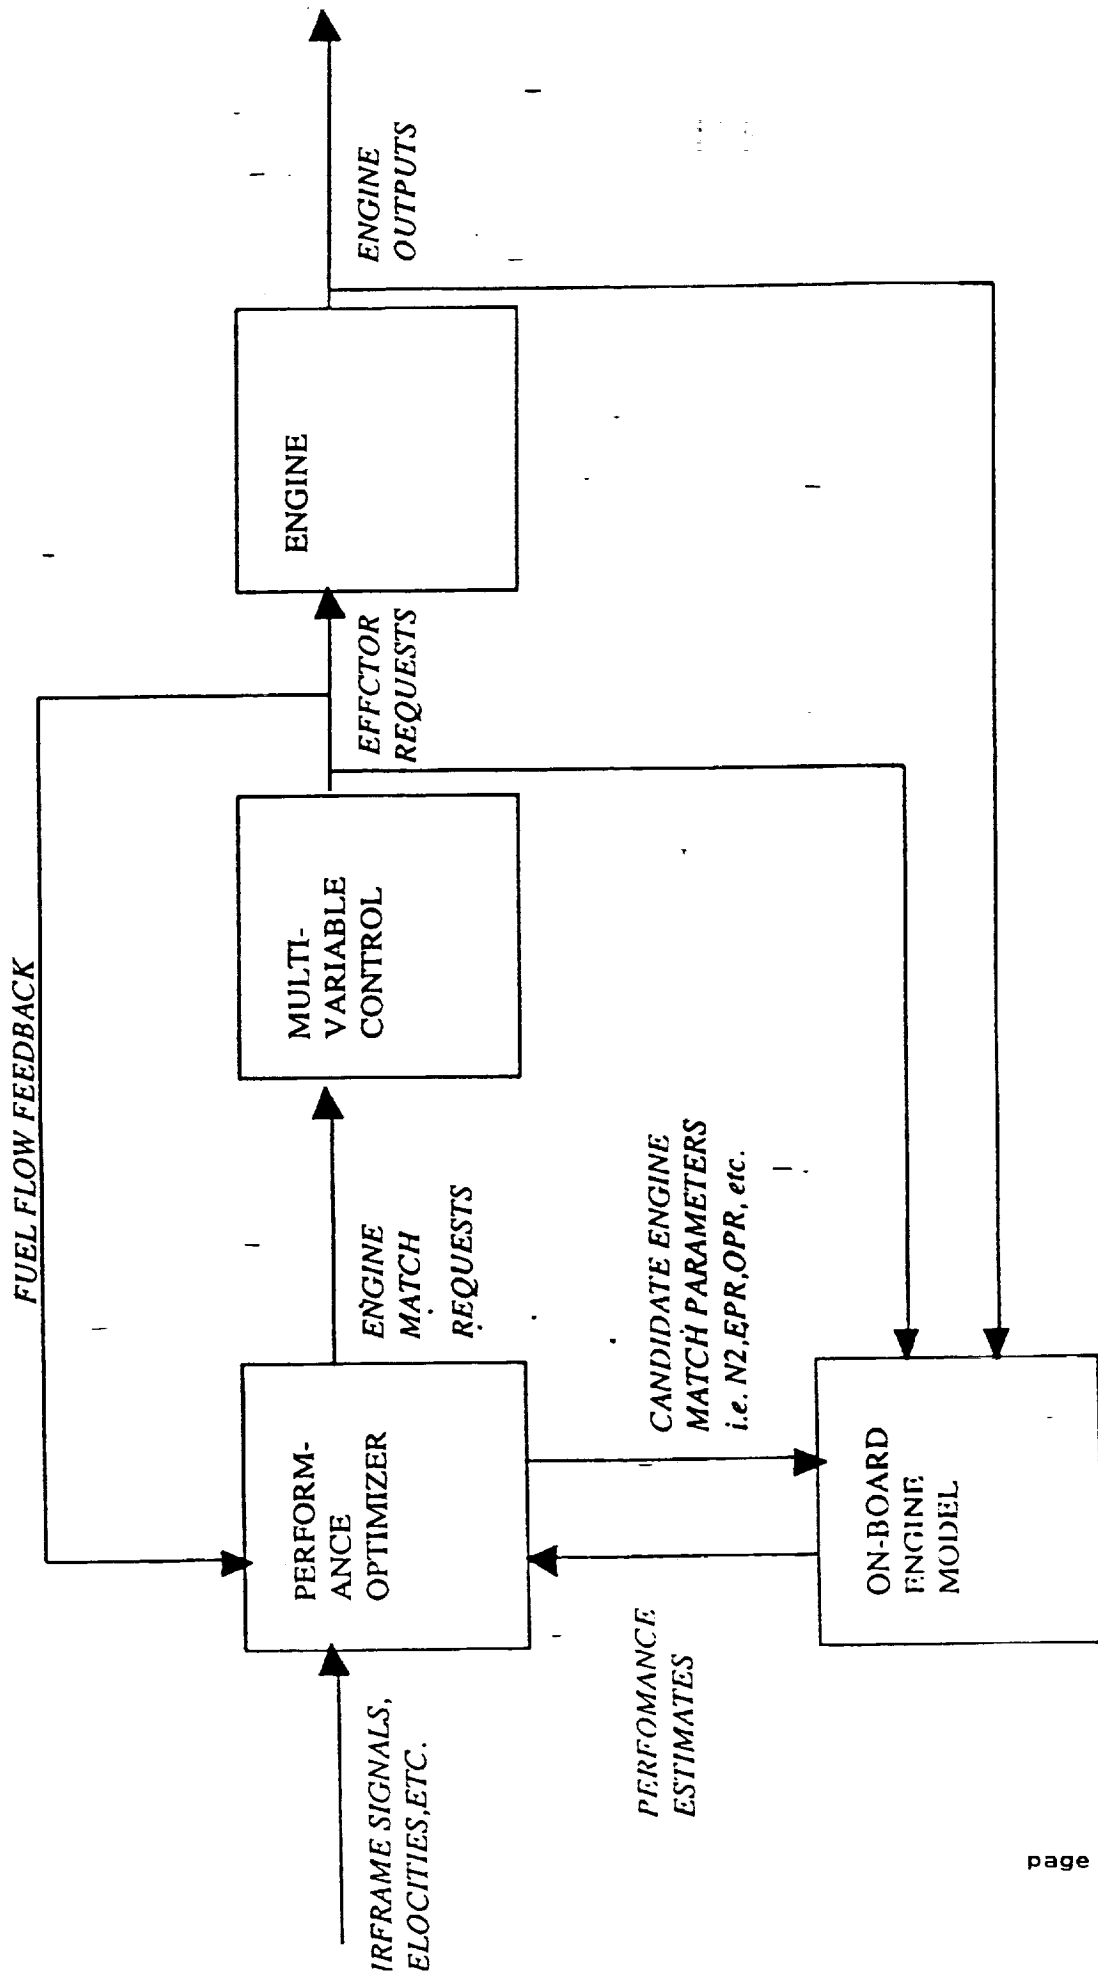 FUEL FLOW FEEDBACK
IRFRAME SIGNALS,
ELOCITIES,ETC.
PERFORM-
ANCE
OPTIMIZER
ENGINE
MATCH
REQUESTS
MULTI-
VARIABLE
CONTROL
EFFCTOR
REQUESTS
ENGINE
ENGINE
OUTPUTS
PERFOMANCE
ESTIMATES
CANDIDATE ENGINE
MATCH PARAMETERS
i.e. N2,EPR,OPR, etc.
ON-BOARD
ENGINE
MODEL
page